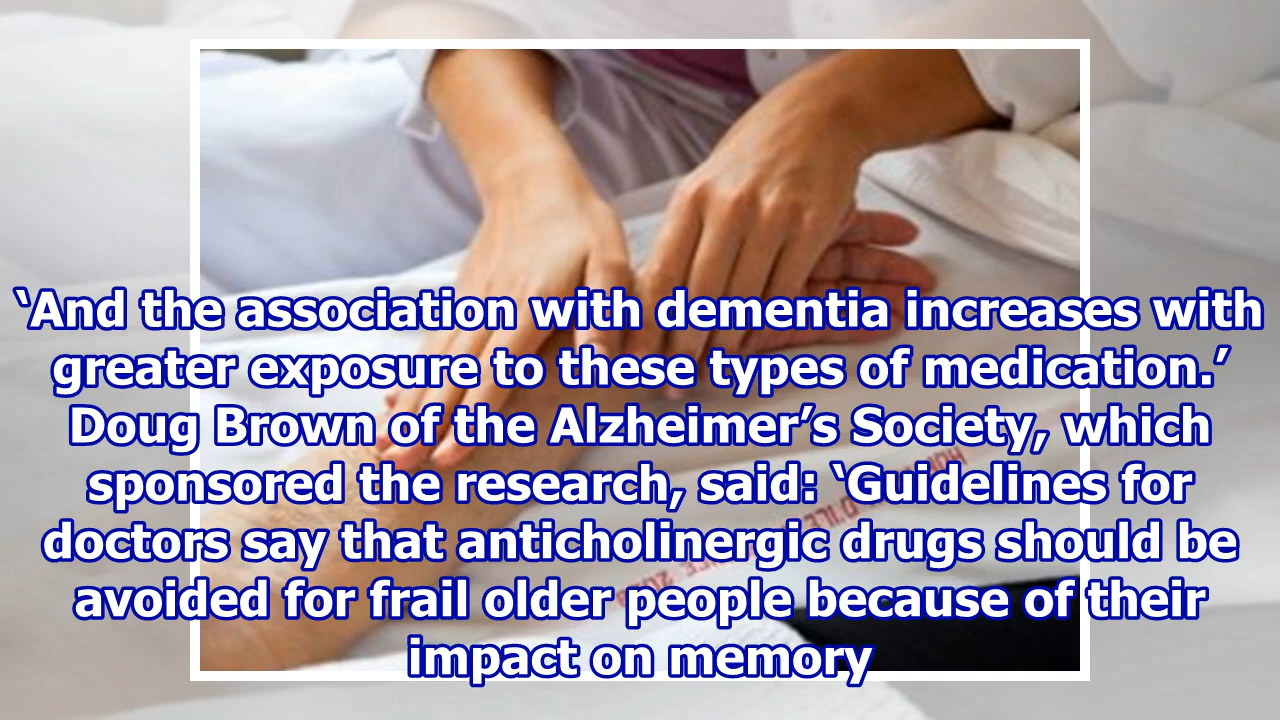 ‘And the association with dementia increases with
greater exposure to these types of medication.’
Doug Brown of the Alzheimer’s Society, which
sponsored the research, said: ‘Guidelines for
doctors say that anticholinergic drugs should be
avoided for frail older people because of their
impact on memory